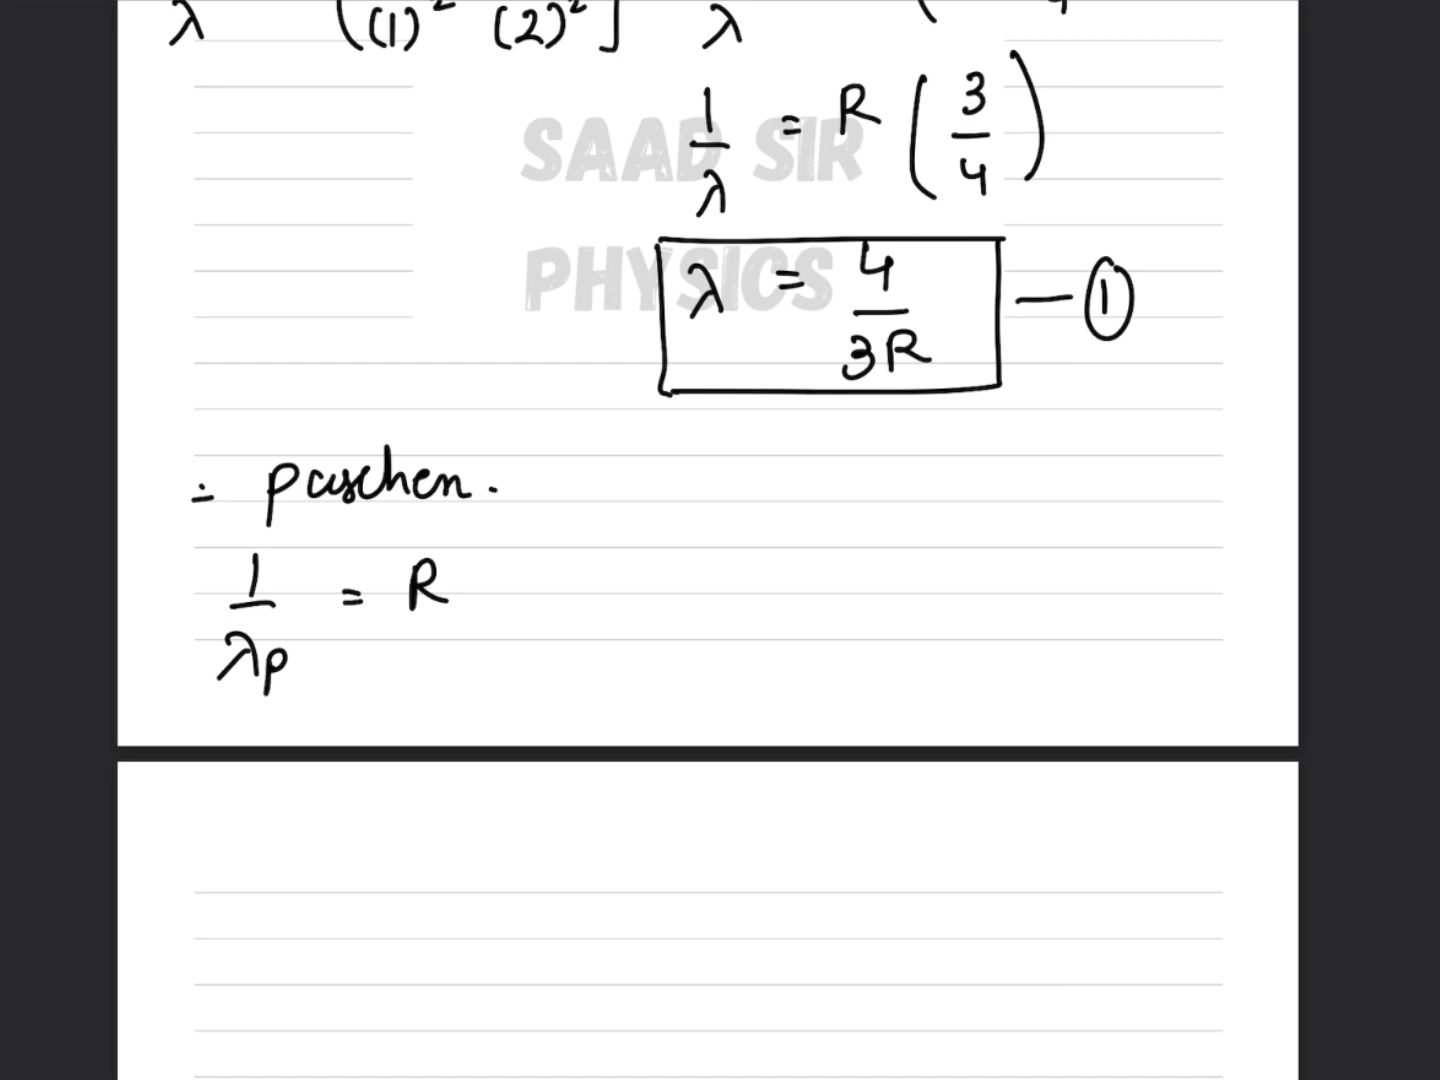 λ ((1)² (2)²] λ (
1/λ = R (3/4)
SAAD SIR
PHYSICS
λ = 4/3R — ①
= paschen.
1/λp = R